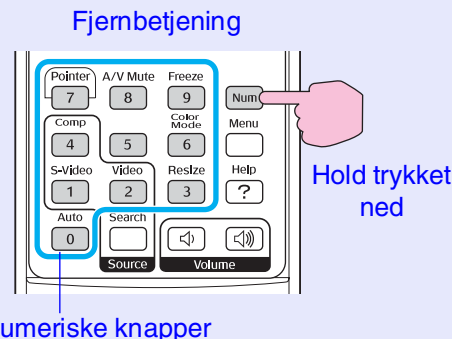 Fjernbetjening
Pointer A/V Mute Freeze
7 8 9 Num
Comp Color Mode Menu
4 5 6
S-Video Video Resize Help
1 2 3 ?
Auto Search
0
Source Volume
Hold trykket
ned
umeriske knapper